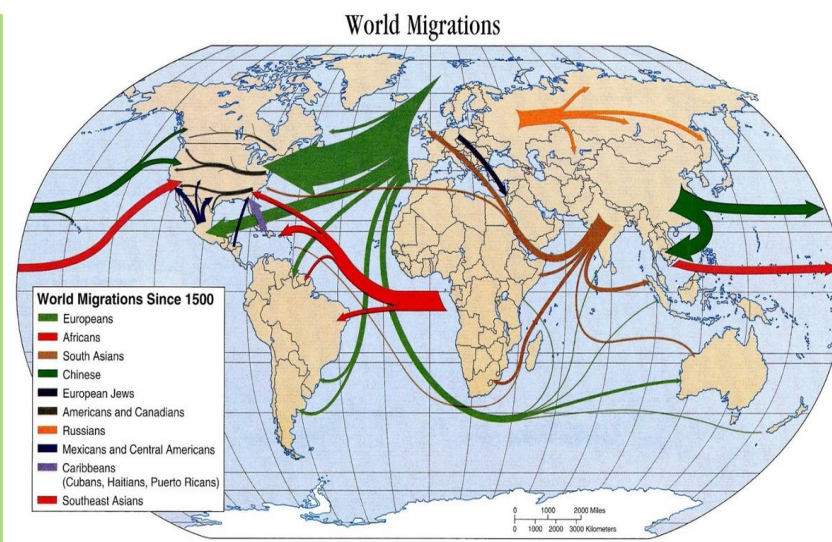 World Migrations
World Migrations Since 1500
Europeans
Africans
South Asians
Chinese
European Jews
Americans and Canadians
Russians
Mexicans and Central Americans
Caribbeans
(Cubans, Haitians, Puerto Ricans)
Southeast Asians
0 1000 2000 Miles
0 1000 2000 3000 Kilometers